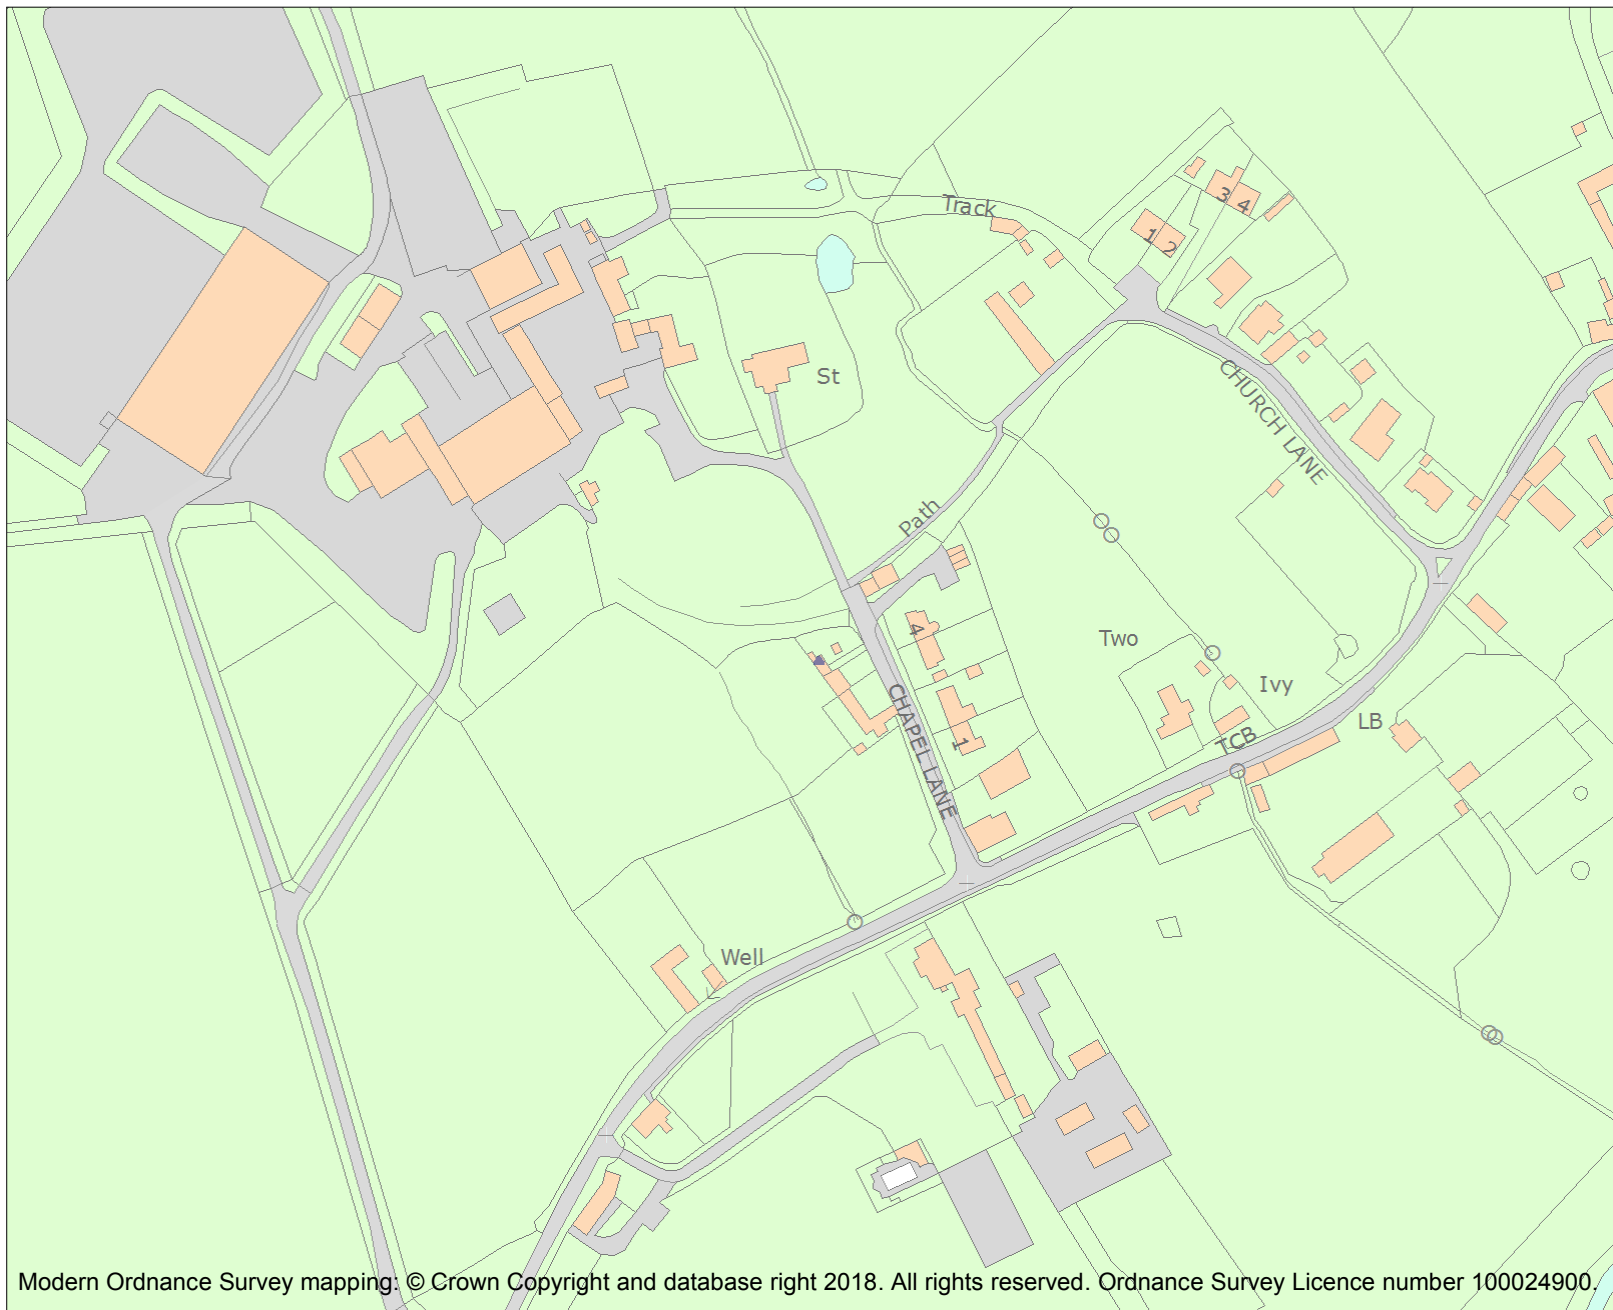 Track
3 4
1 2
St
CHURCH LANE
Path
4
Two
Ivy
CHAPEL LANE
LB
TCB
1
Well
Modern Ordnance Survey mapping: © Crown Copyright and database right 2018. All rights reserved. Ordnance Survey Licence number 100024900.